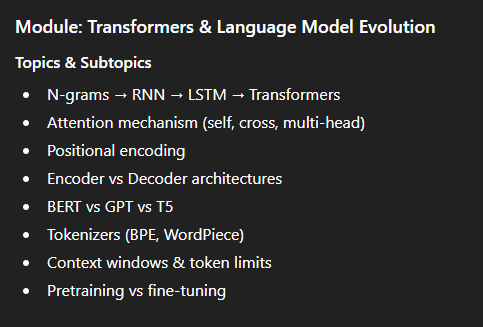 Module: Transformers & Language Model Evolution
Topics & Subtopics
• N-grams → RNN → LSTM → Transformers
• Attention mechanism (self, cross, multi-head)
• Positional encoding
• Encoder vs Decoder architectures
• BERT vs GPT vs T5
• Tokenizers (BPE, WordPiece)
• Context windows & token limits
• Pretraining vs fine-tuning